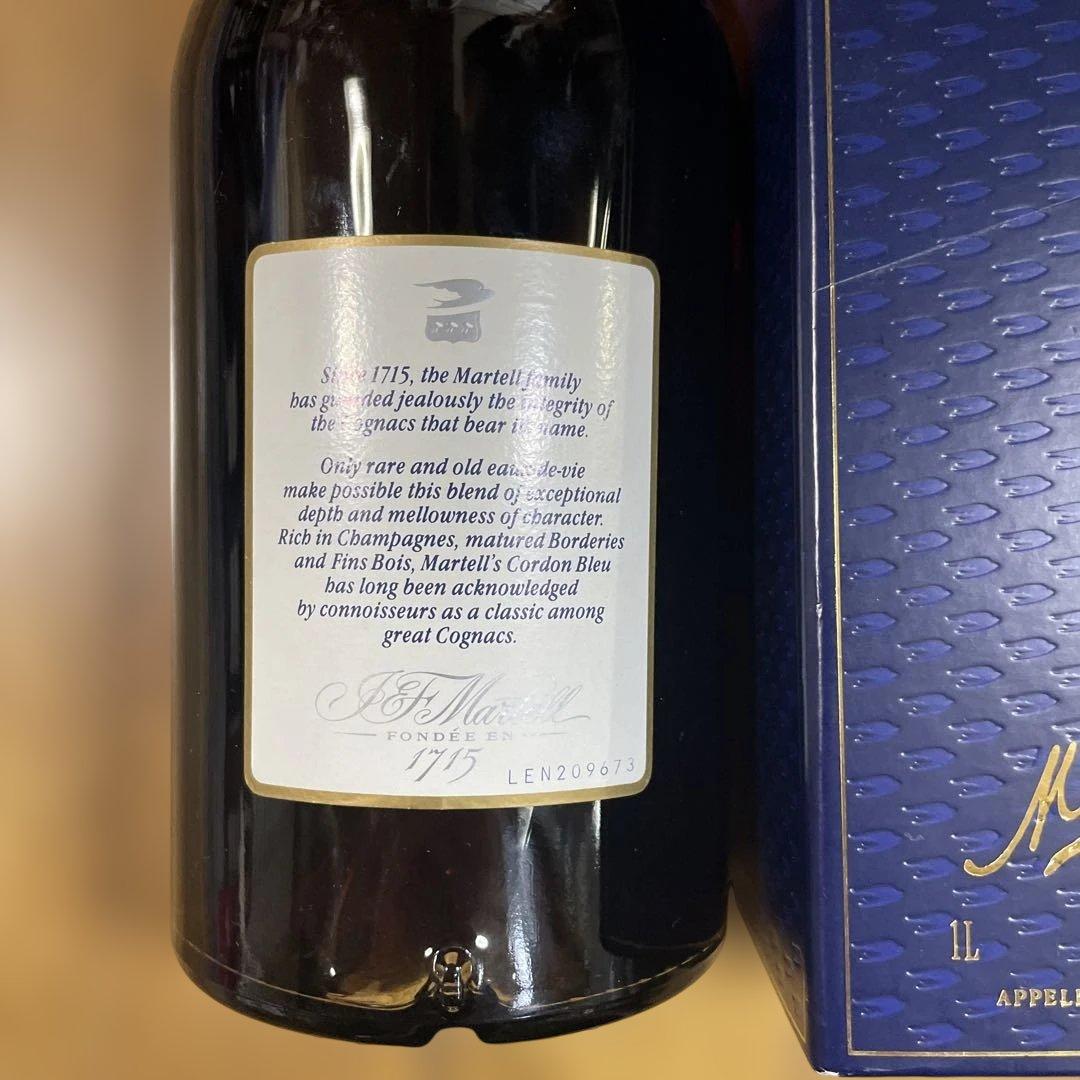 Since 1715, the Martell family
has guarded jealously the integrity of
the Cognacs that bear its name.
Only rare and old eaux-de-vie
make possible this blend of exceptional
depth and mellowness of character.
Rich in Champagnes, matured Borderies
and Fins Bois, Martell's Cordon Bleu
has long been acknowledged
by connoisseurs as a classic among
great Cognacs.
J&F Martell
FONDÉE EN
1715
LEN209673
M
1L
APPELL